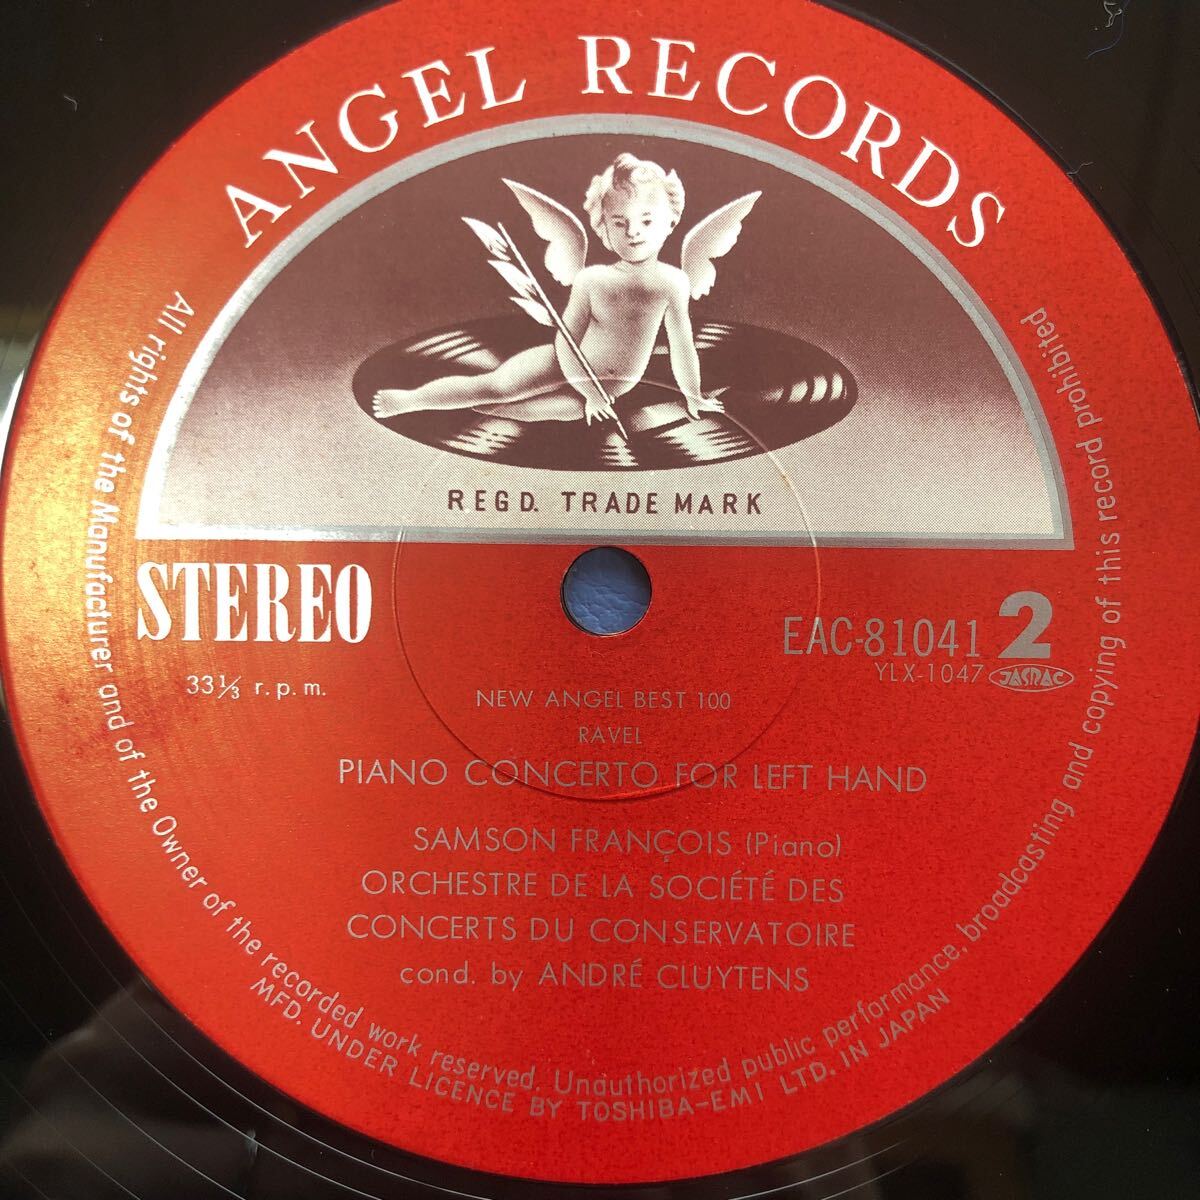 ANGEL RECORDS
REGD. TRADE MARK
STEREO
33⅓ r.p.m.
EAC-81041 2
YLX-1047 JASRAC
NEW ANGEL BEST 100
RAVEL
PIANO CONCERTO FOR LEFT HAND
SAMSON FRANÇOIS (Piano)
ORCHESTRE DE LA SOCIÉTÉ DES
CONCERTS DU CONSERVATOIRE
cond. by ANDRÉ CLUYTENS
All rights of the Manufacturer and of the Owner of the recorded work reserved. Unauthorized public performance, broadcasting and copying of this record prohibited
MFD. UNDER LICENCE BY TOSHIBA-EMI LTD. IN JAPAN